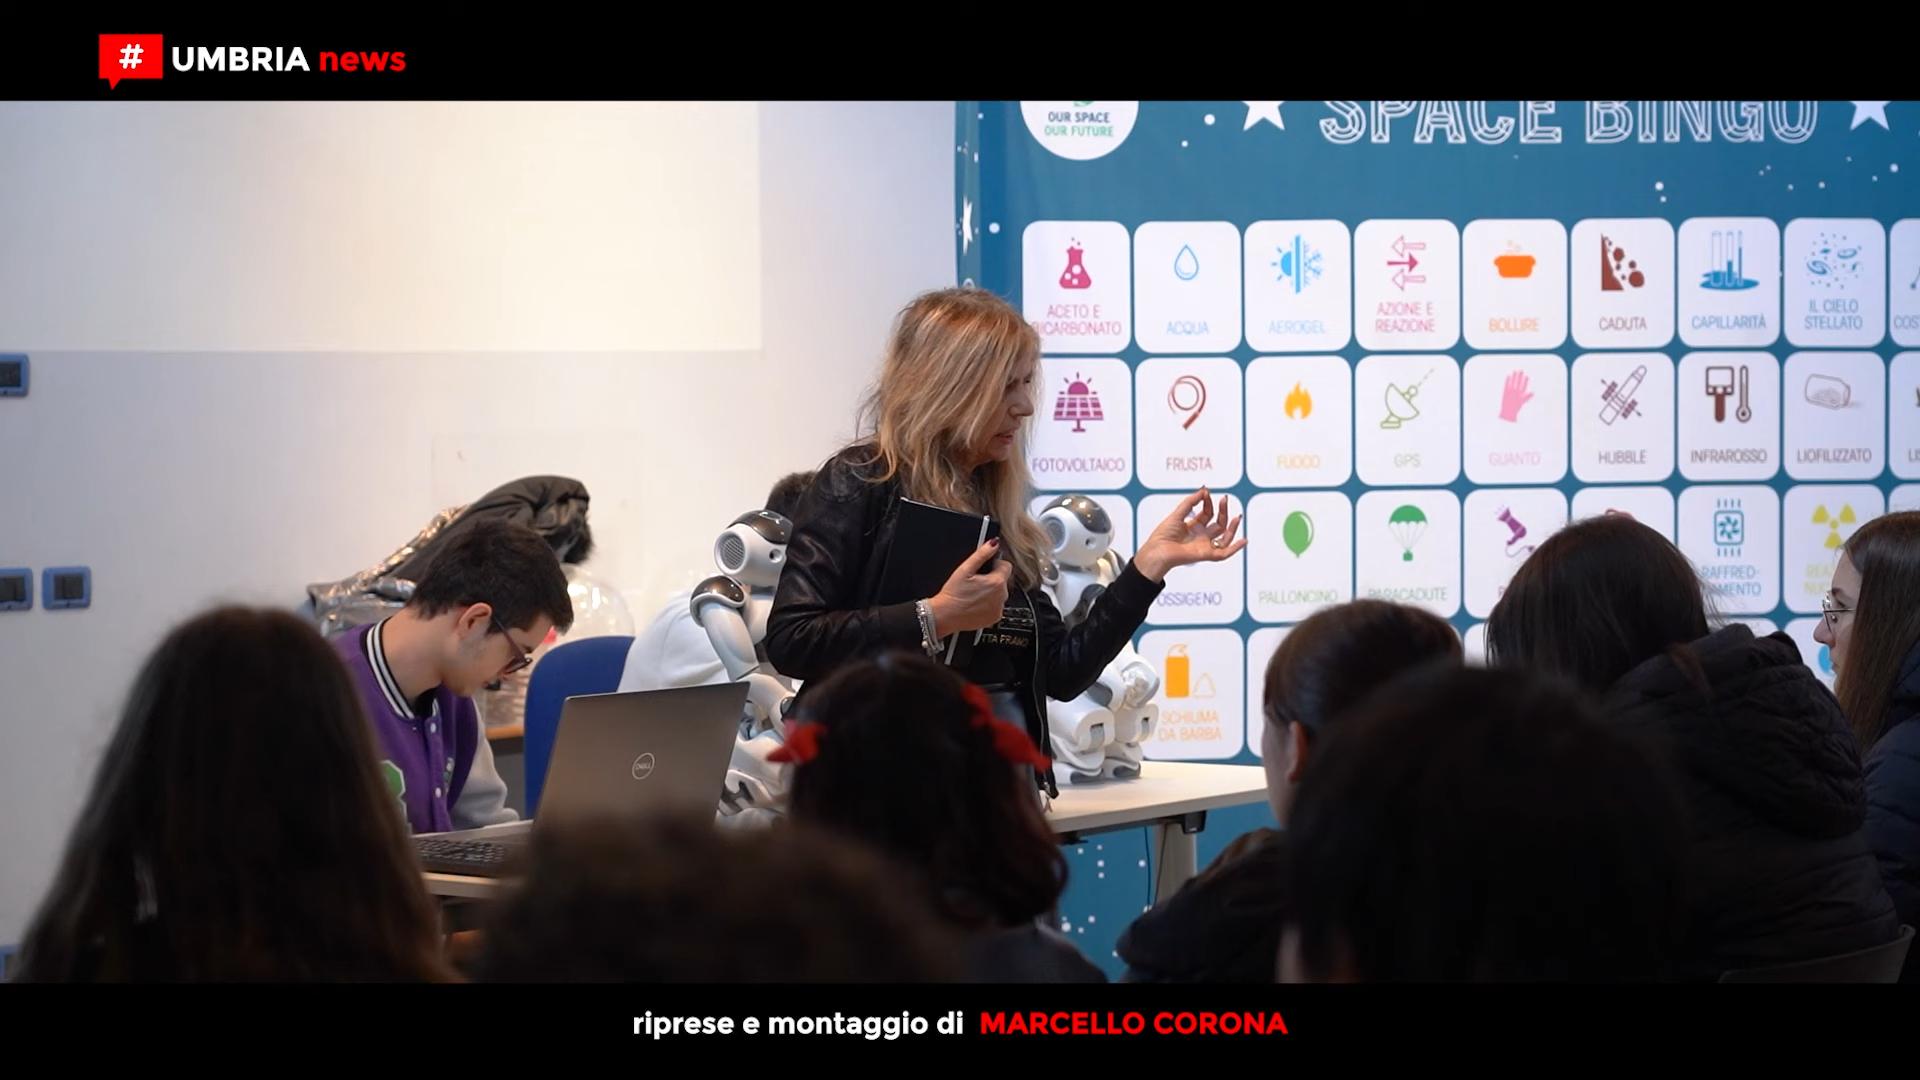 # UMBRIA news
OUR SPACE
OUR FUTURE
SPACE BINGO
ACETO E
BICARBONATO
ACQUA
AEROGEL
AZIONE E
REAZIONE
BOLLIRE
CADUTA
CAPILLARITÀ
IL CIELO
STELLATO
FOTOVOLTAICO
FRUSTA
FUOCO
GPS
GUANTO
HUBBLE
INFRAROSSO
LIOFILIZZATO
OSSIGENO
PALLONCINO
PARACADUTE
SCHIUMA
DA BARBA
DELL
riprese e montaggio di MARCELLO CORONA